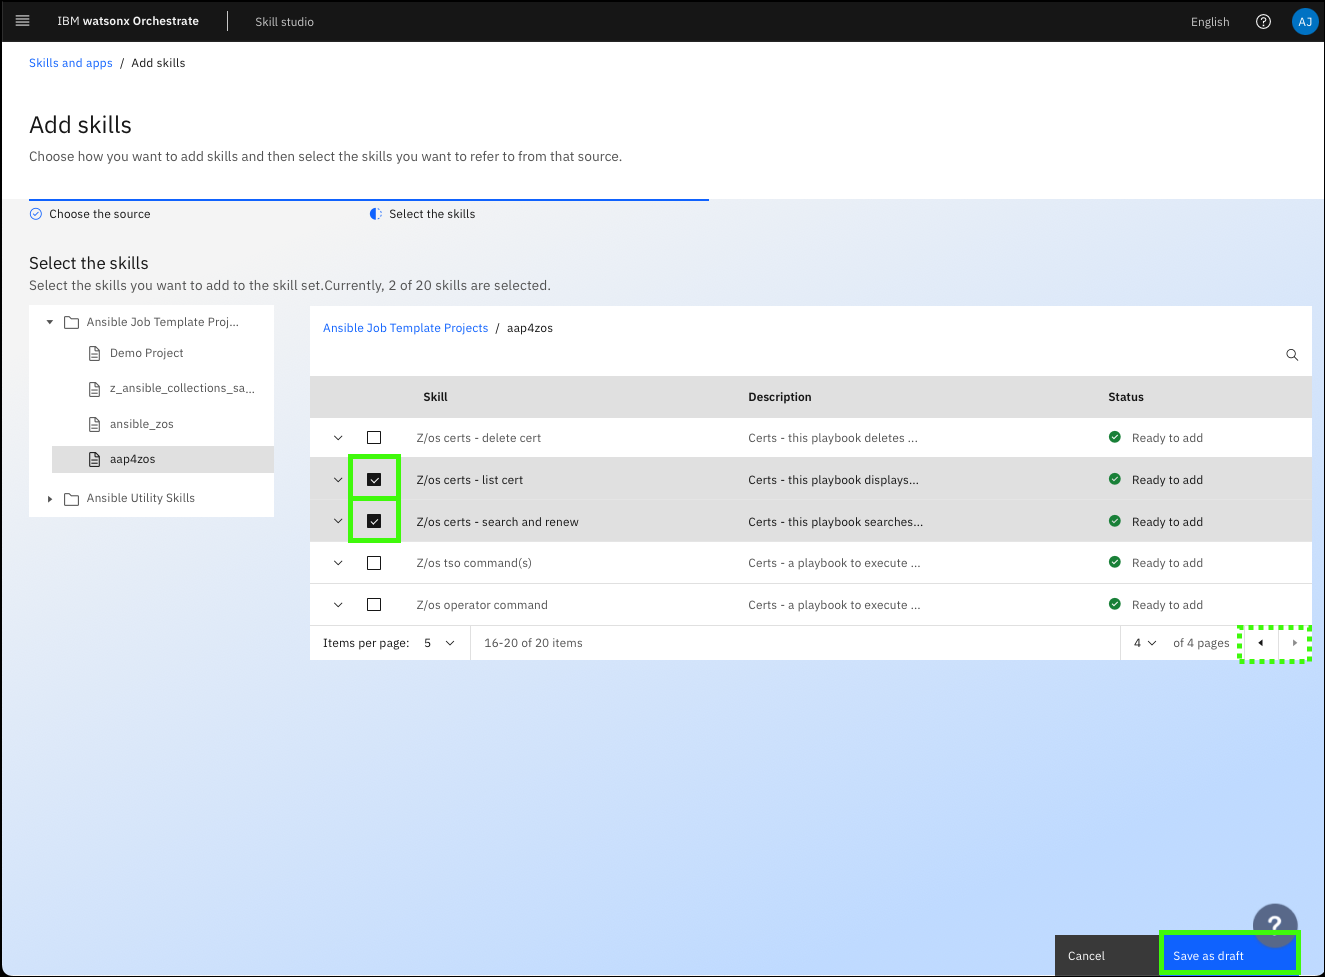 IBM watsonx Orchestrate Skill studio English AJ
Skills and apps / Add skills
Add skills
Choose how you want to add skills and then select the skills you want to refer to from that source.
Choose the source Select the skills
Select the skills
Select the skills you want to add to the skill set.Currently, 2 of 20 skills are selected.
Ansible Job Template Proj...
Demo Project
z_ansible_collections_sa...
ansible_zos
aap4zos
Ansible Utility Skills
Ansible Job Template Projects / aap4zos
Skill Description Status
Z/os certs - delete cert Certs - this playbook deletes ... Ready to add
Z/os certs - list cert Certs - this playbook displays... Ready to add
Z/os certs - search and renew Certs - this playbook searches... Ready to add
Z/os tso command(s) Certs - a playbook to execute ... Ready to add
Z/os operator command Certs - a playbook to execute ... Ready to add
Items per page: 5 16-20 of 20 items 4 of 4 pages
?
Cancel Save as draft